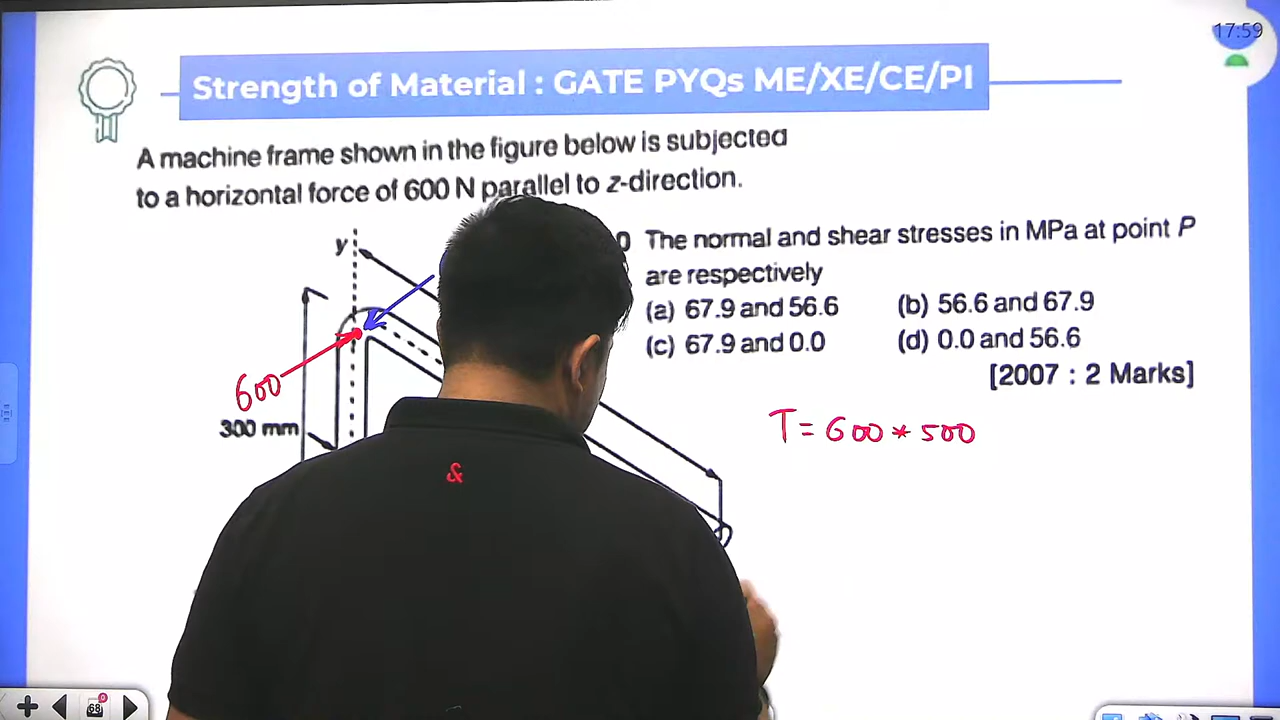 17:59
Strength of Material : GATE PYQs ME/XE/CE/PI
A machine frame shown in the figure below is subjected
to a horizontal force of 600 N parallel to z-direction.
y
0 The normal and shear stresses in MPa at point P
are respectively
(a) 67.9 and 56.6 (b) 56.6 and 67.9
(c) 67.9 and 0.0 (d) 0.0 and 56.6
[2007 : 2 Marks]
600
300 mm
T = 600 * 500
&
68